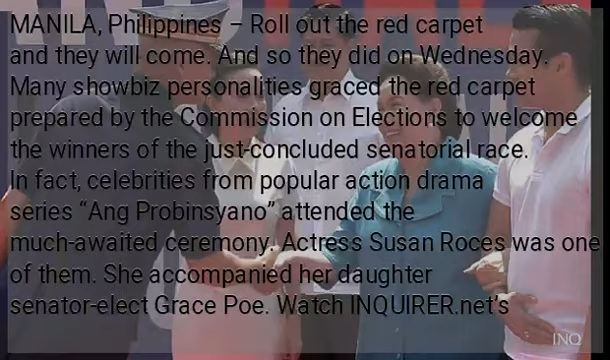 MANILA, Philippines – Roll out the red carpet
and they will come. And so they did on Wednesday.
Many showbiz personalities graced the red carpet
prepared by the Commission on Elections to welcome
the winners of the just-concluded senatorial race.
In fact, celebrities from popular action drama
series “Ang Probinsyano” attended the
much-awaited ceremony. Actress Susan Roces was one
of them. She accompanied her daughter
senator-elect Grace Poe. Watch INQUIRER.net’s
INQ